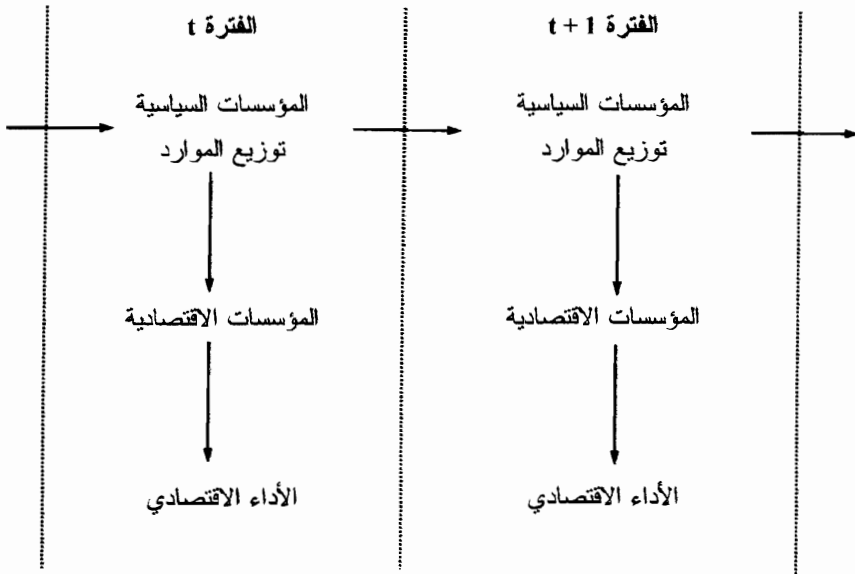 الفترة t
الفترة t + 1
المؤسسات السياسية
توزيع الموارد
المؤسسات السياسية
توزيع الموارد
المؤسسات الاقتصادية
المؤسسات الاقتصادية
الأداء الاقتصادي
الأداء الاقتصادي